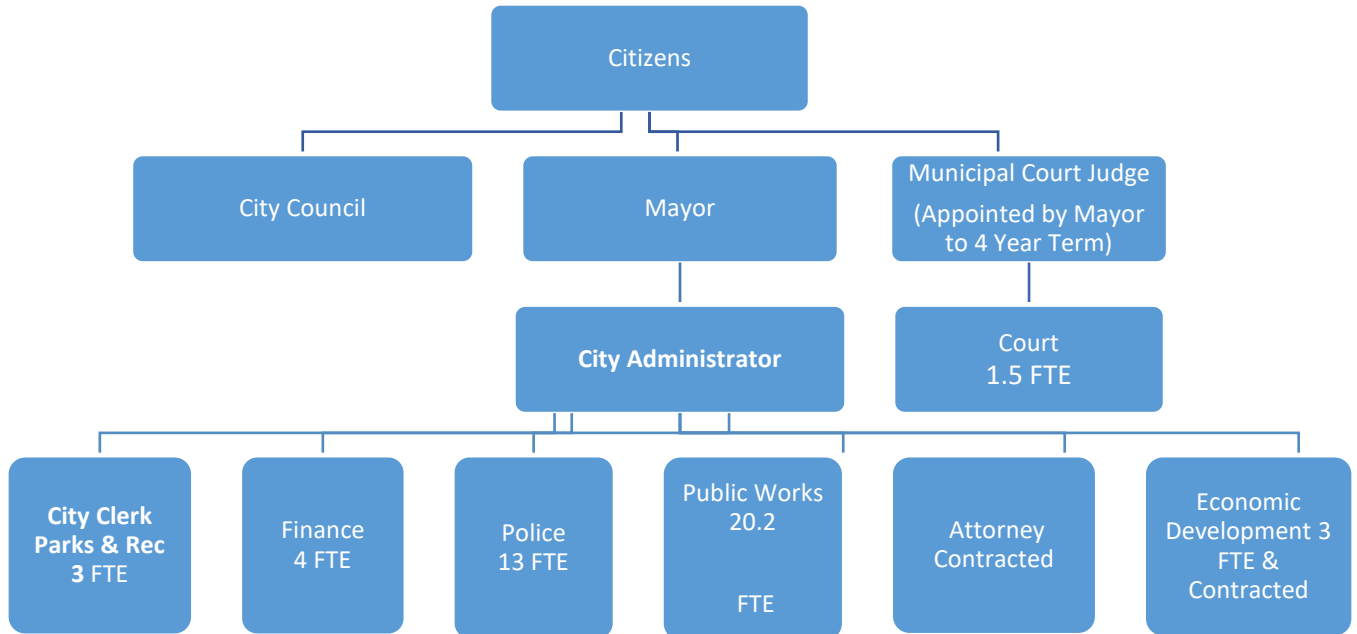 Citizens
City Council
Mayor
Municipal Court Judge
(Appointed by Mayor
to 4 Year Term)
City Administrator
Court
1.5 FTE
City Clerk
Parks & Rec
3 FTE
Finance
4 FTE
Police
13 FTE
Public Works
20.2
FTE
Attorney
Contracted
Economic
Development 3
FTE &
Contracted